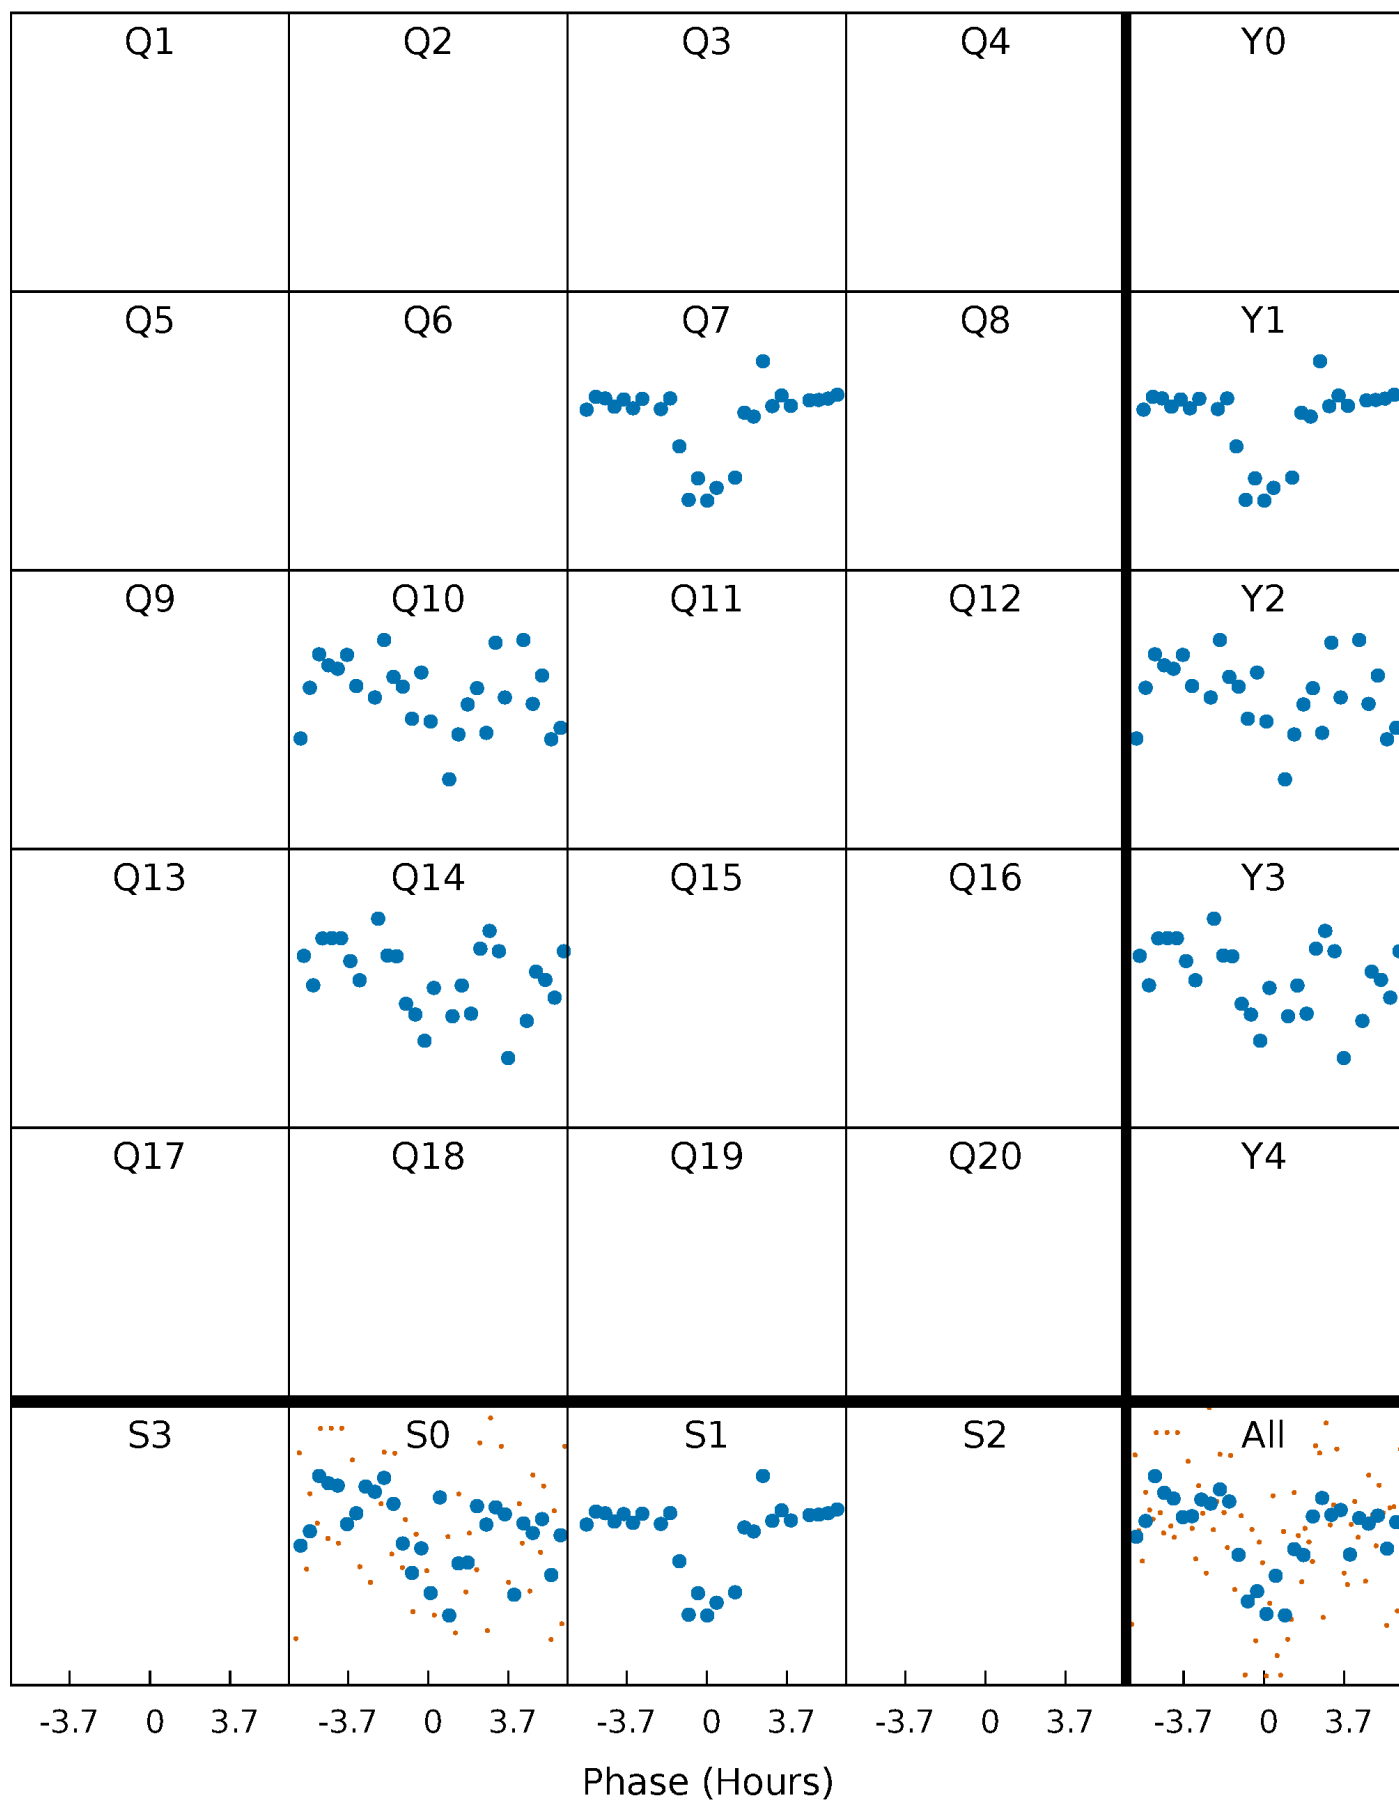 Q1 Q2 Q3 Q4 Y0
Q5 Q6 Q7 Q8 Y1
Q9 Q10 Q11 Q12 Y2
Q13 Q14 Q15 Q16 Y3
Q17 Q18 Q19 Q20 Y4
S3 S0 S1 S2 All
-3.7 0 3.7 -3.7 0 3.7 -3.7 0 3.7 -3.7 0 3.7 -3.7 0 3.7
Phase (Hours)